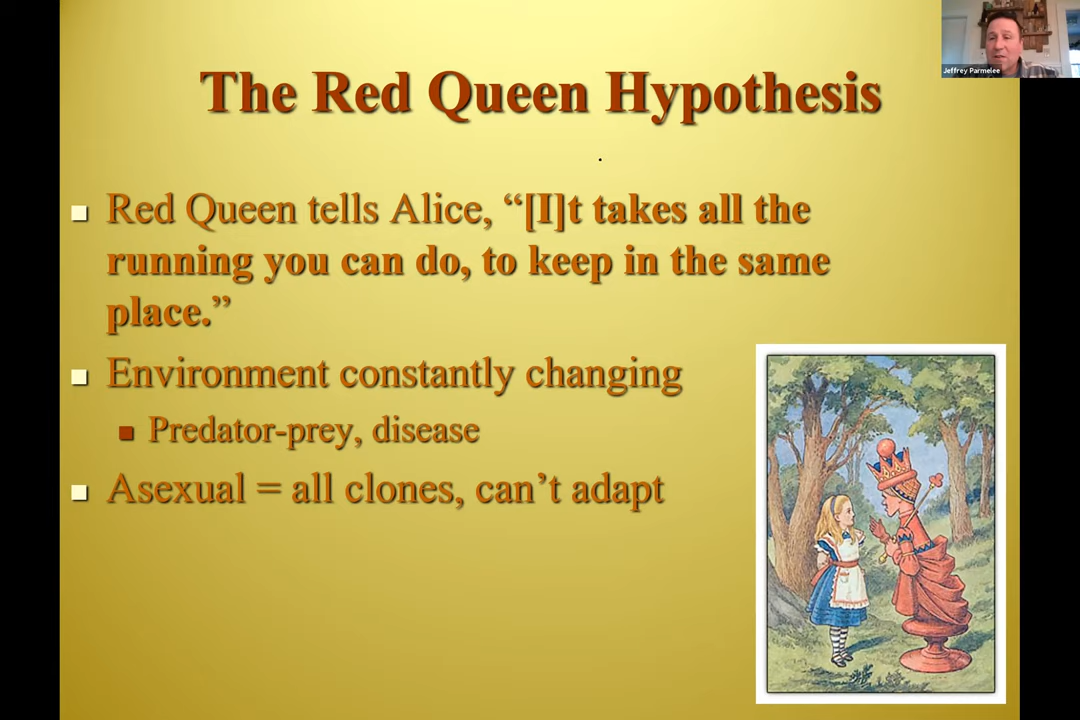 Jeffrey Parmelee
The Red Queen Hypothesis
Red Queen tells Alice, “[I]t takes all the
running you can do, to keep in the same
place.”
Environment constantly changing
Predator-prey, disease
Asexual = all clones, can’t adapt